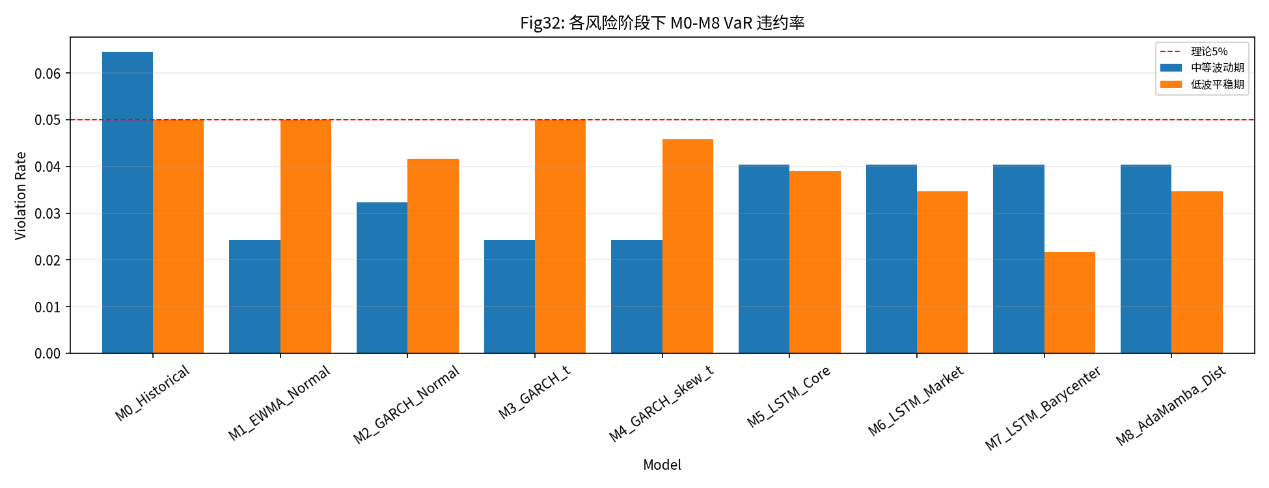 Fig32: 各风险阶段下 M0-M8 VaR 违约率
理论5%
中等波动期
低波平稳期
Violation Rate
0.06
0.05
0.04
0.03
0.02
0.01
0.00
M0_Historical
M1_EWMA_Normal
M2_GARCH_Normal
M3_GARCH_t
M4_GARCH_skew_t
M5_LSTM_Core
M6_LSTM_Market
M7_LSTM_Barycenter
M8_AdaMamba_Dist
Model